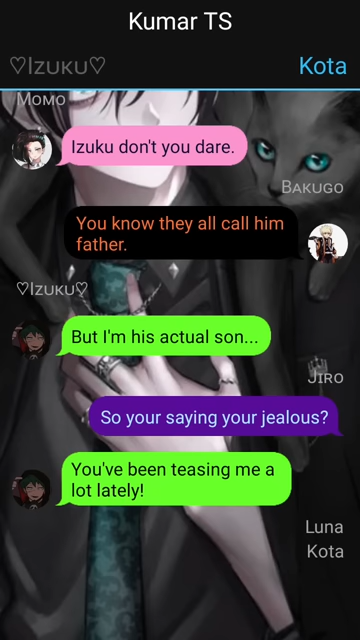 Kumar TS
♡Izuku♡
Kota
Momo
Izuku don't you dare.
Bakugo
You know they all call him
father.
♡Izuku♡
But I'm his actual son...
Jiro
So your saying your jealous?
You've been teasing me a
lot lately!
Luna
Kota